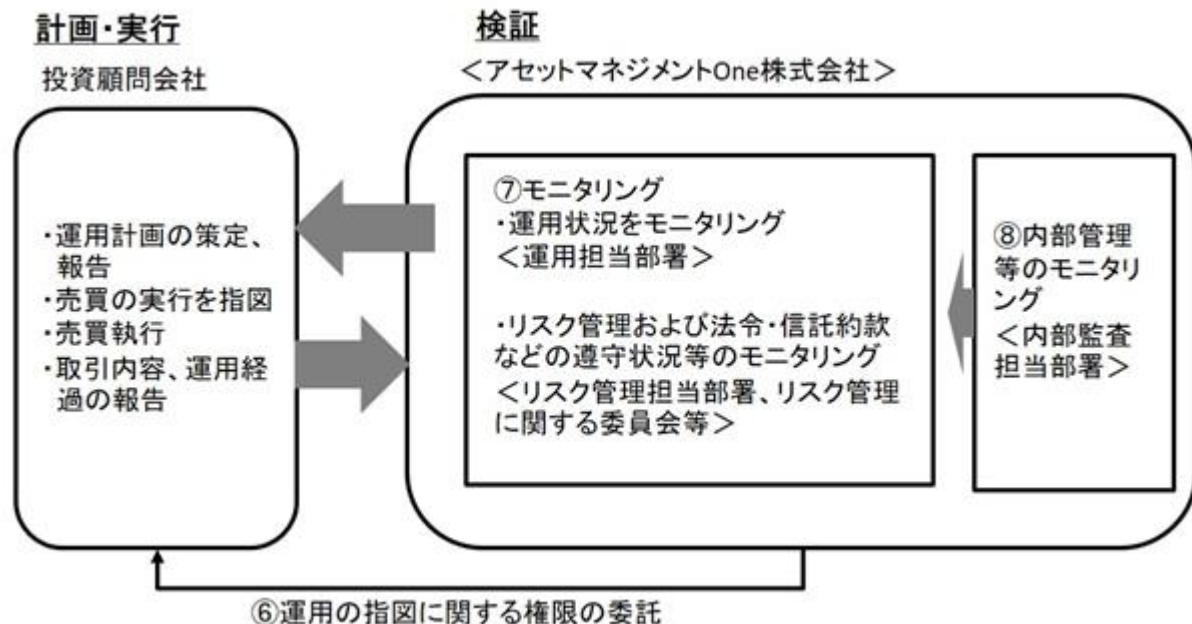 計画・実行
投資顧問会社
・運用計画の策定、
報告
・売買の実行を指図
・売買執行
・取引内容、運用経
過の報告
検証
＜アセットマネジメントOne株式会社＞
⑦モニタリング
・運用状況をモニタリング
＜運用担当部署＞
・リスク管理および法令・信託約款
などの遵守状況等のモニタリング
＜リスク管理担当部署、リスク管理
に関する委員会等＞
⑧内部管理
等のモニタリ
ング
＜内部監査
担当部署＞
⑥運用の指図に関する権限の委託